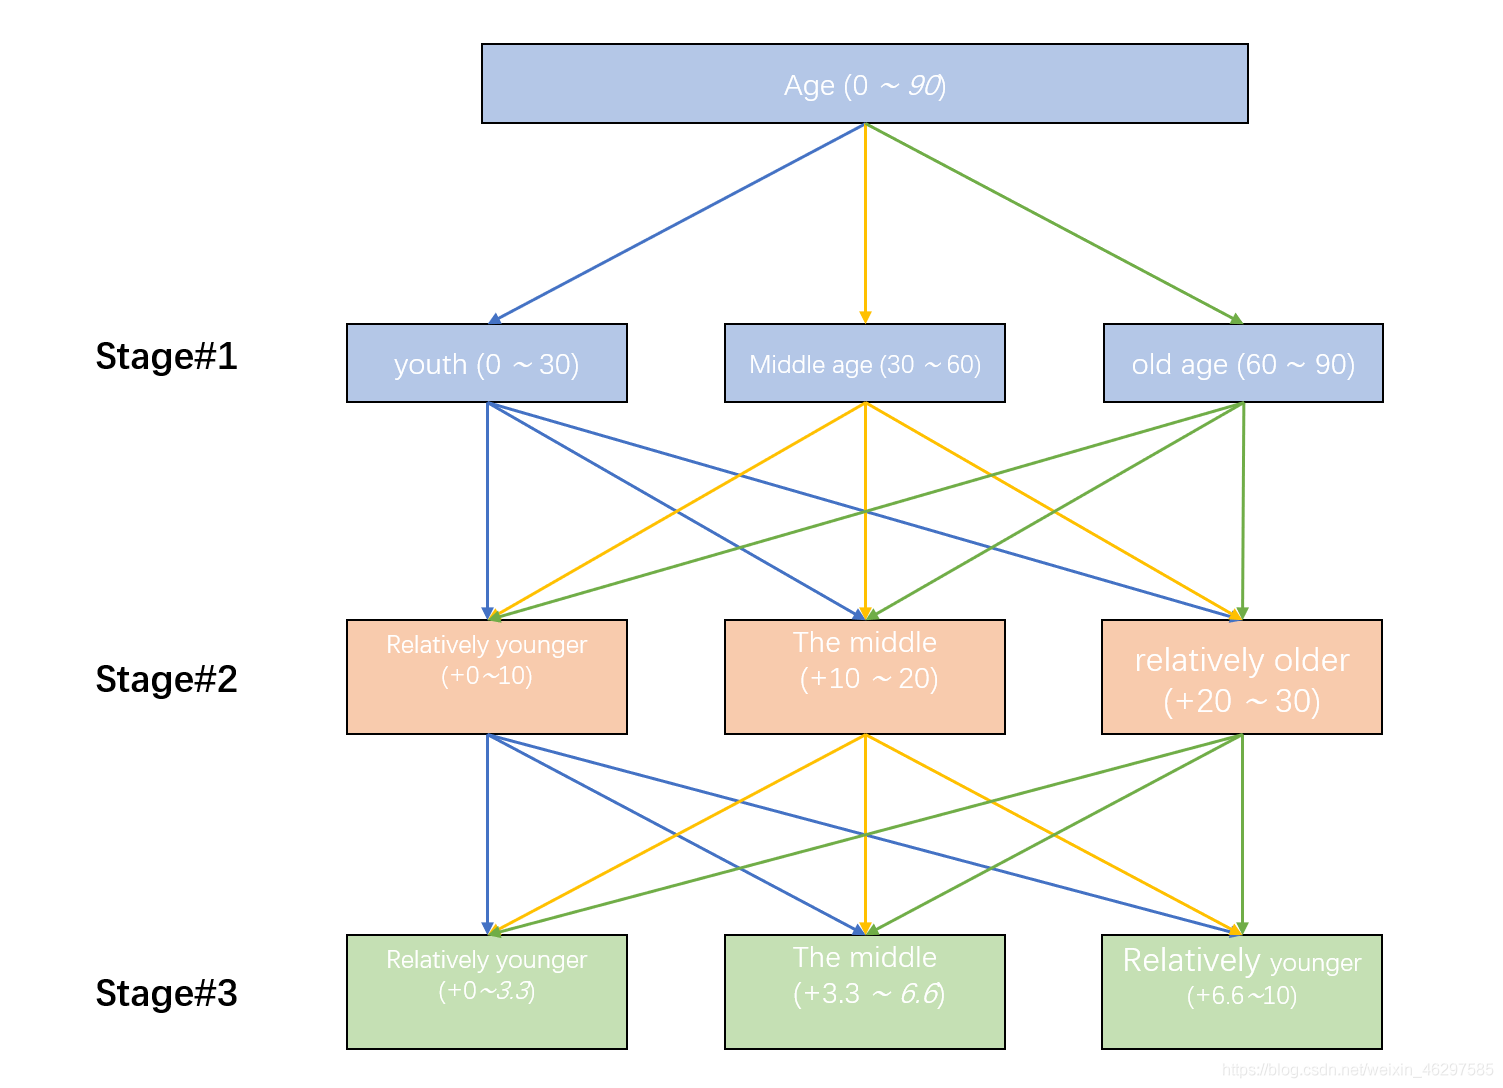 Age (0 ~ 90)
Stage#1
youth (0 ~ 30)
Middle age (30 ~ 60)
old age (60 ~ 90)
Stage#2
Relatively younger
(+0~10)
The middle
(+10 ~ 20)
relatively older
(+20 ~ 30)
Stage#3
Relatively younger
(+0~3.3)
The middle
(+3.3 ~ 6.6)
Relatively younger
(+6.6~10)
https://blog.csdn.net/weixin_46297585